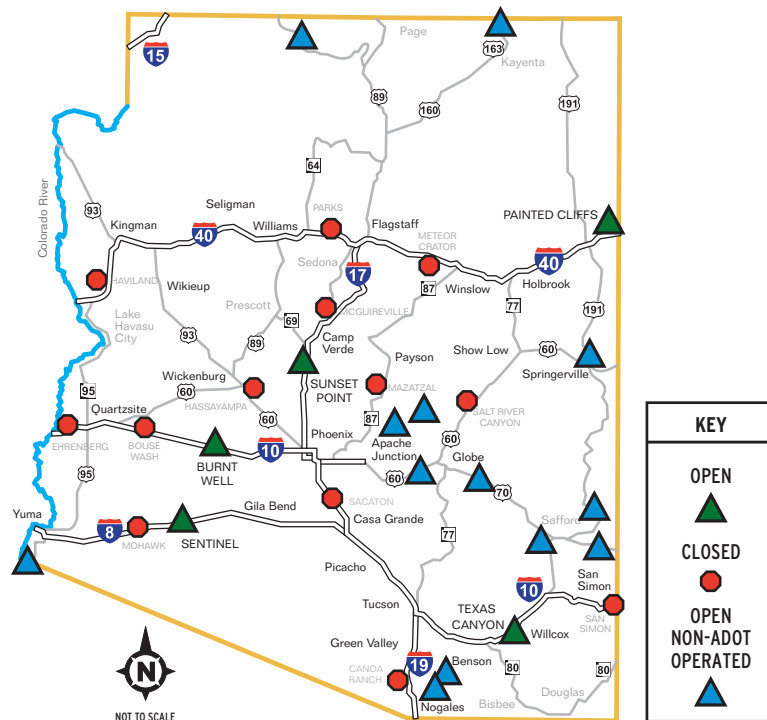 15
Page
163
Kayenta
89
160
191
64
Colorado River
93
Seligman
PARKS
Kingman
40
Williams
Flagstaff
METEOR
CRATOR
PAINTED CLIFFS
40
Sedona
17
HAVILAND
Wikieup
87
Winslow
Holbrook
77
191
Lake
Havasu
City
Prescott
MCGUIREVILLE
69
93
89
Camp
Verde
Payson
Show Low
60
Springerville
Wickenburg
SUNSET
POINT
MAZATZAL
95
60
HASSAYAMPA
SALT RIVER
CANYON
Quartzsite
60
87
EHRENBERG
BOUSE
WASH
BURNT
WELL
10
Phoenix
Apache
Junction
60
Globe
95
60
70
Yuma
SACATON
Gila Bend
Casa Grande
8
MOHAWK
SENTINEL
77
Safford
Picacho
10
San
Simon
TEXAS
CANYON
Tucson
Willcox
SAN
SIMON
Green Valley
19
Benson
80
80
CANOA
RANCH
Douglas
Nogales
Bisbee
N
NOT TO SCALE
KEY
OPEN
CLOSED
OPEN
NON-ADOT
OPERATED